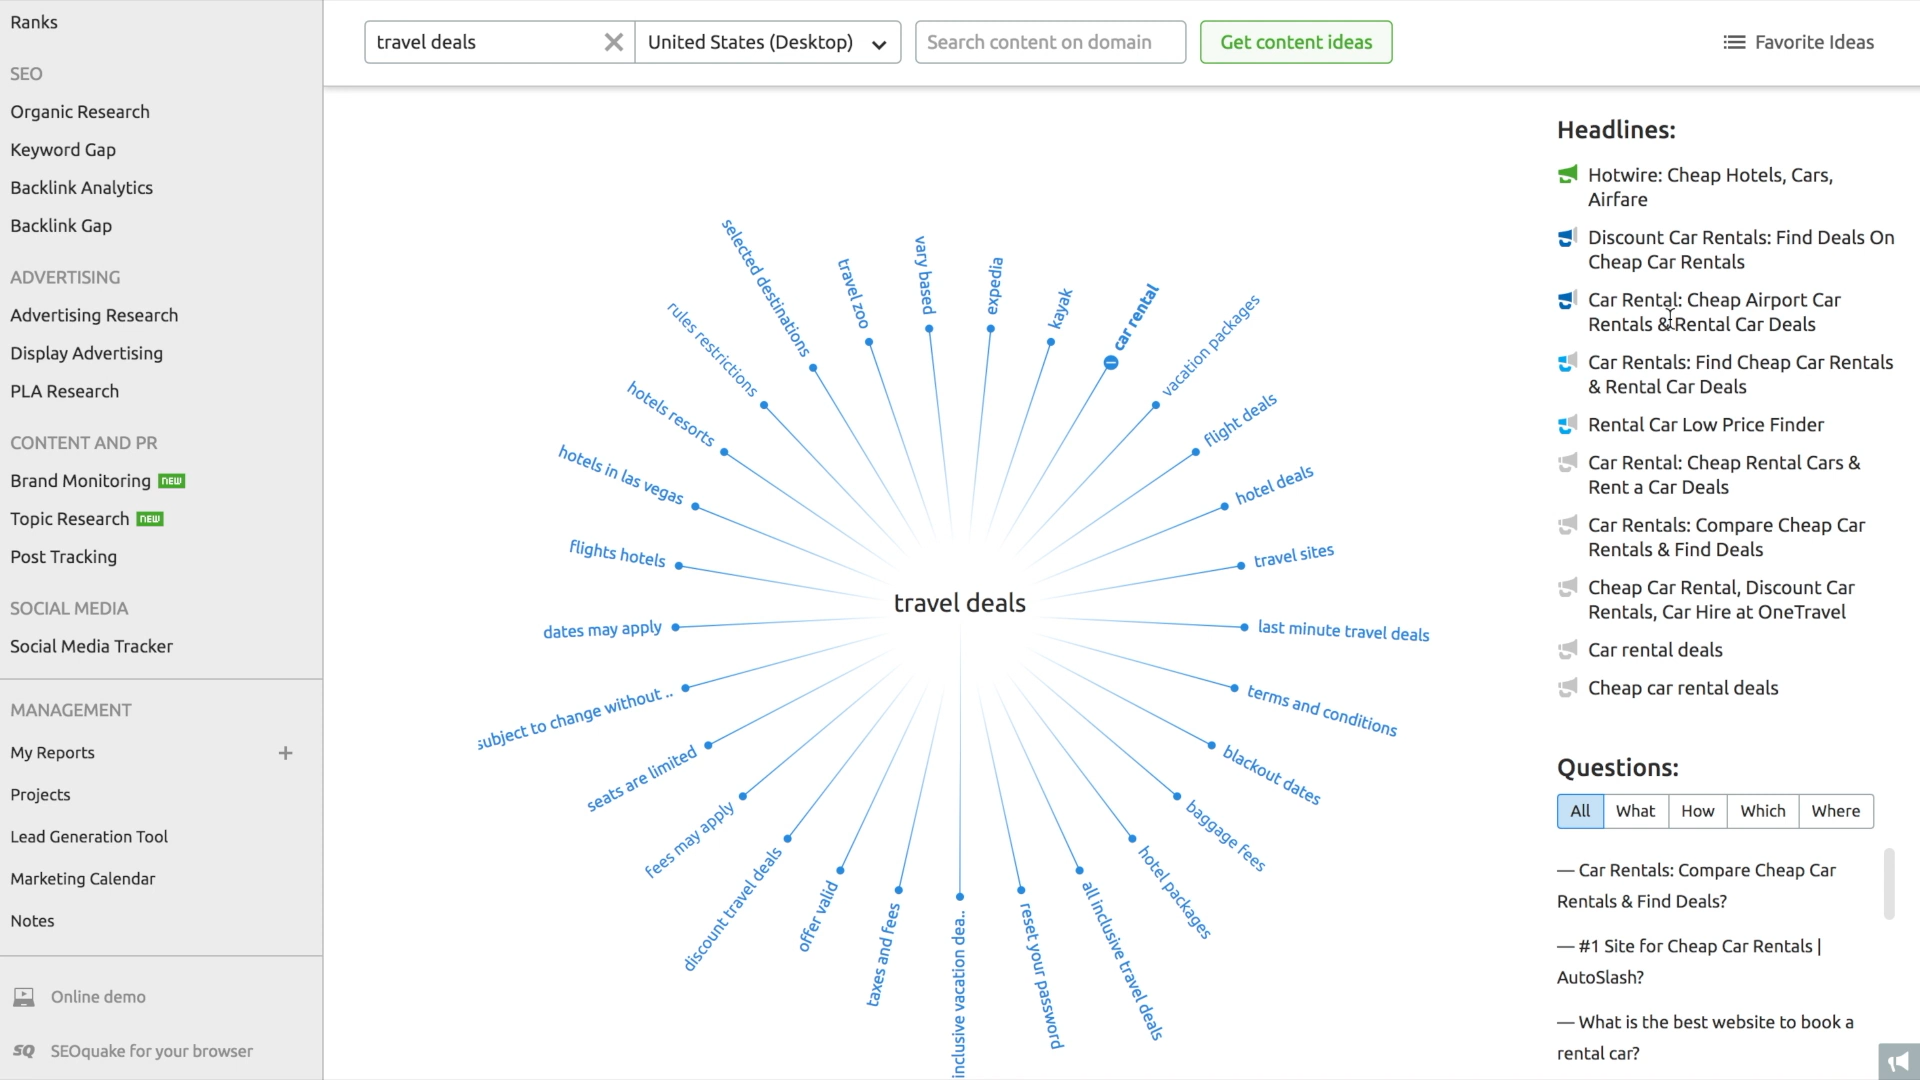 Ranks
SEO
Organic Research
Keyword Gap
Backlink Analytics
Backlink Gap
ADVERTISING
Advertising Research
Display Advertising
PLA Research
CONTENT AND PR
Brand Monitoring new
Topic Research new
Post Tracking
SOCIAL MEDIA
Social Media Tracker
MANAGEMENT
My Reports +
Projects
Lead Generation Tool
Marketing Calendar
Notes
Online demo
SQ SEOquake for your browser
travel deals
United States (Desktop)
Search content on domain
Get content ideas
Favorite Ideas
travel deals
expedia
kayak
car rental
vacation packages
flight deals
hotel deals
travel sites
last minute travel deals
terms and conditions
blackout dates
baggage fees
hotel packages
all inclusive travel deals
reset your password
inclusive vacation dea..
taxes and fees
offer valid
discount travel deals
fees may apply
seats are limited
subject to change without ..
dates may apply
flights hotels
hotels in las vegas
hotels resorts
rules restrictions
selected destinations
travel zoo
vary based
Headlines:
Hotwire: Cheap Hotels, Cars,
Airfare
Discount Car Rentals: Find Deals On
Cheap Car Rentals
Car Rental: Cheap Airport Car
Rentals & Rental Car Deals
Car Rentals: Find Cheap Car Rentals
& Rental Car Deals
Rental Car Low Price Finder
Car Rental: Cheap Rental Cars &
Rent a Car Deals
Car Rentals: Compare Cheap Car
Rentals & Find Deals
Cheap Car Rental, Discount Car
Rentals, Car Hire at OneTravel
Car rental deals
Cheap car rental deals
Questions:
All What How Which Where
— Car Rentals: Compare Cheap Car
Rentals & Find Deals?
— #1 Site for Cheap Car Rentals |
AutoSlash?
— What is the best website to book a
rental car?